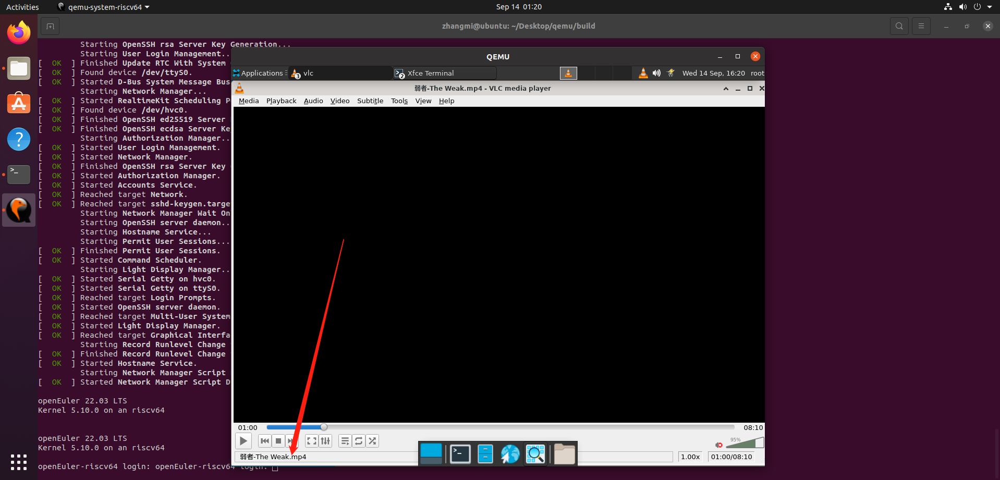 Activities
qemu-system-riscv64
Sep 14 01:20
zhangmi@ubuntu: ~/Desktop/qemu/build
Starting OpenSSH rsa Server Key Generation...
Starting User Login Management..
[ OK ] Finished Update RTC With System
[ OK ] Found device /dev/ttyS0.
[ OK ] Started D-Bus System Message Bus
Starting Network Manager...
[ OK ] Started RealtimeKit Scheduling P
[ OK ] Found device /dev/hvc0.
[ OK ] Finished OpenSSH ed25519 Server
[ OK ] Finished OpenSSH ecdsa Server Ke
Starting Authorization Manager..
[ OK ] Started User Login Management.
[ OK ] Started Network Manager.
[ OK ] Finished OpenSSH rsa Server Key
[ OK ] Started Authorization Manager.
[ OK ] Started Accounts Service.
[ OK ] Reached target Network.
[ OK ] Reached target sshd-keygen.targe
Starting Network Manager Wait On
Starting OpenSSH server daemon..
Starting Hostname Service...
Starting Permit User Sessions...
[ OK ] Finished Permit User Sessions.
[ OK ] Started Command Scheduler.
Starting Light Display Manager..
[ OK ] Started Serial Getty on hvc0.
[ OK ] Started Serial Getty on ttyS0.
[ OK ] Reached target Login Prompts.
[ OK ] Started OpenSSH server daemon.
[ OK ] Reached target Multi-User System
[ OK ] Started Light Display Manager.
[ OK ] Reached target Graphical Interfa
Starting Record Runlevel Change
[ OK ] Finished Record Runlevel Change
[ OK ] Started Hostname Service.
Starting Network Manager Script
[ OK ] Started Network Manager Script D
openEuler 22.03 LTS
Kernel 5.10.0 on an riscv64
openEuler 22.03 LTS
Kernel 5.10.0 on an riscv64
openEuler-riscv64 login: openEuler-riscv64 login:
QEMU
Applications
3 vlc
2 Xfce Terminal
Wed 14 Sep, 16:20
root
弱者-The Weak.mp4 - VLC media player
Media Playback Audio Video Subtitle Tools View Help
01:00
08:10
95%
弱者-The Weak.mp4
1.00x
01:00/08:10